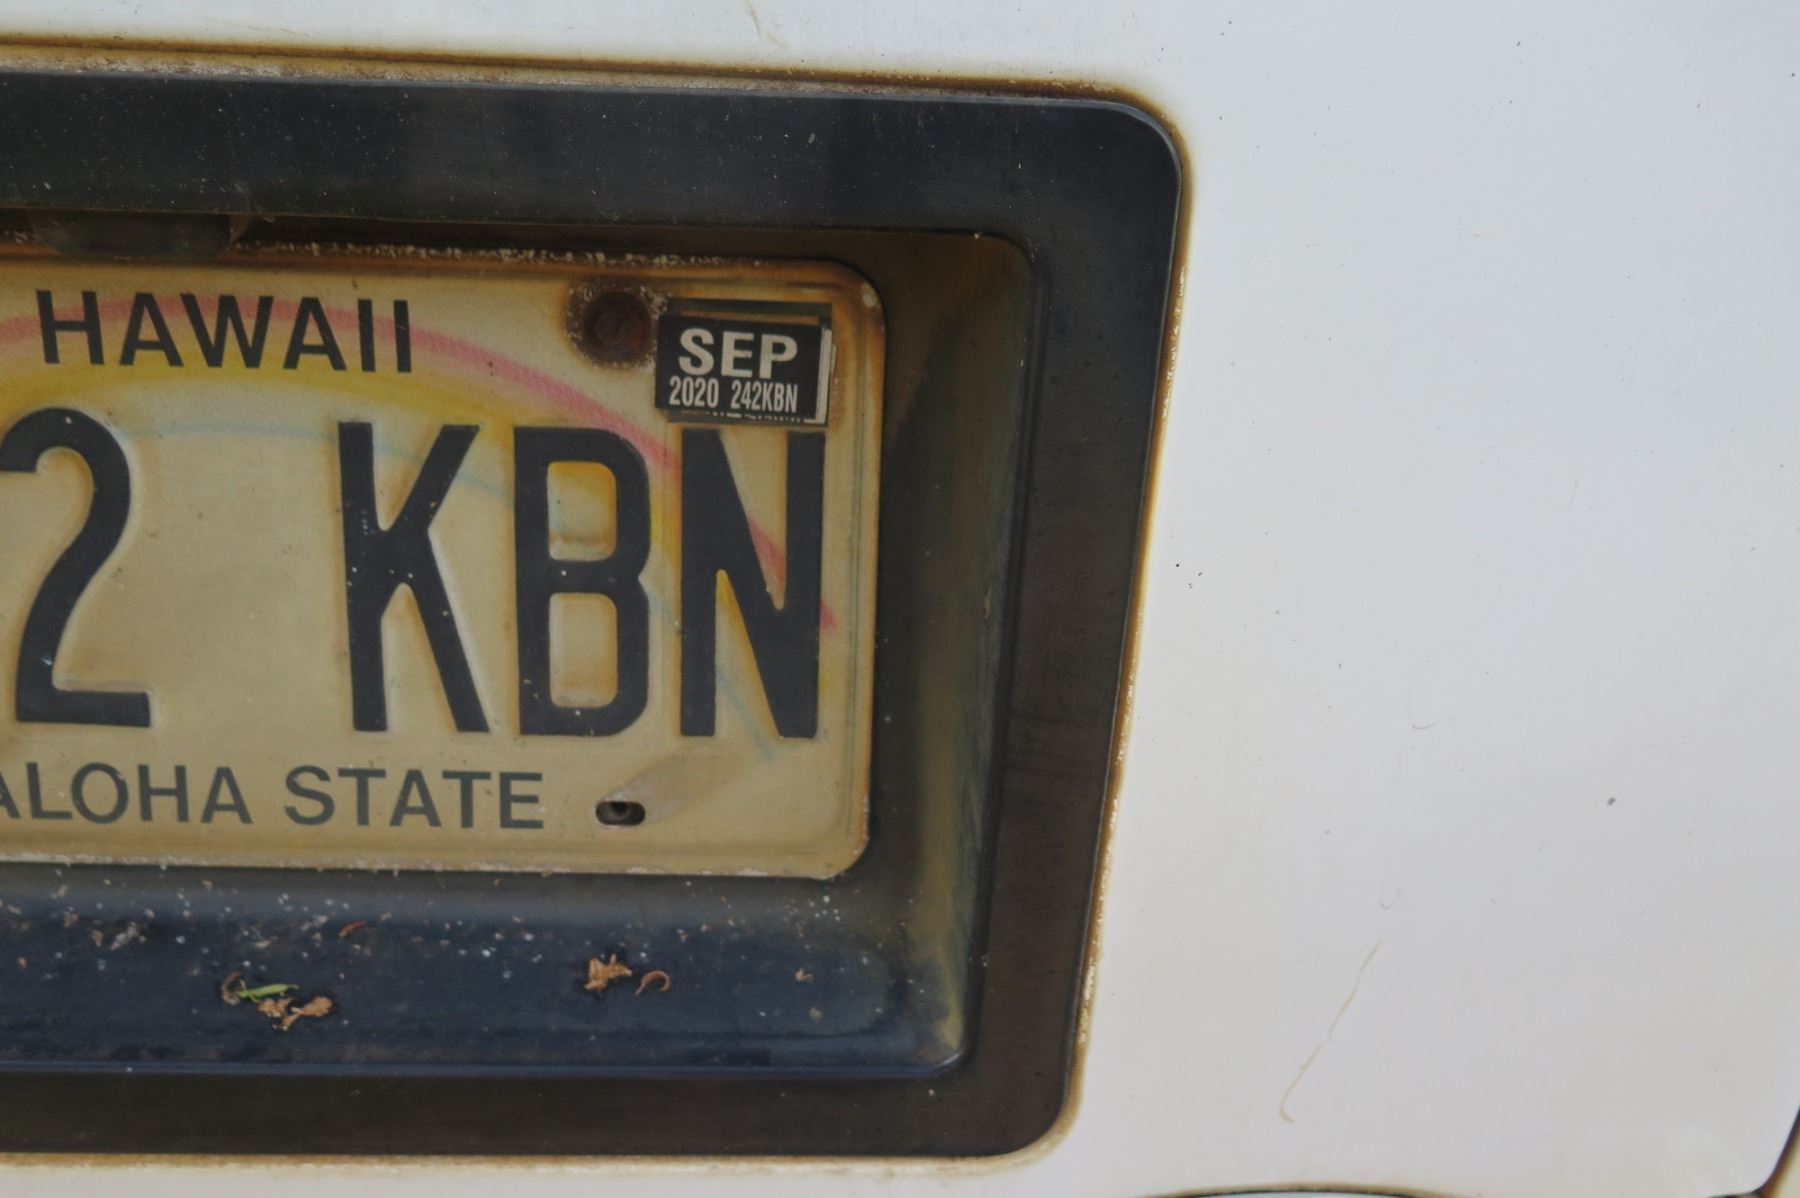 HAWAII
SEP
2020 242KBN
2 KBN
ALOHA STATE